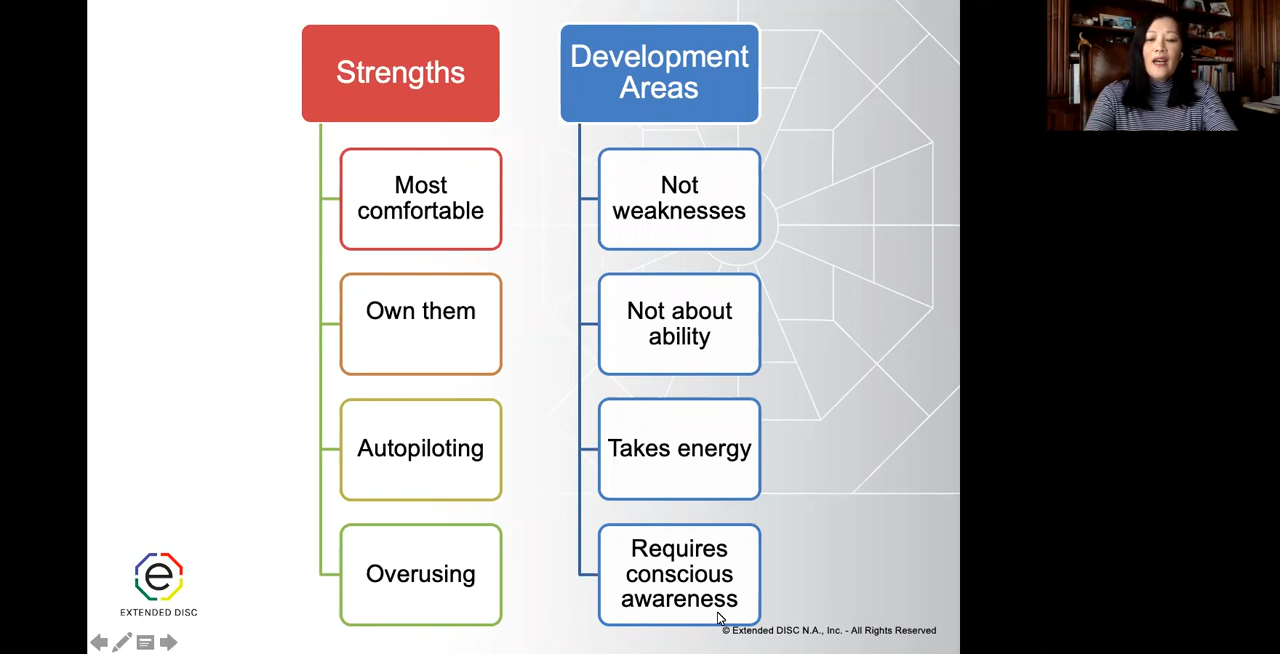 Strengths
Most
comfortable
Own them
Autopiloting
Overusing
Development
Areas
Not
weaknesses
Not about
ability
Takes energy
Requires
conscious
awareness
e
EXTENDED DISC
© Extended DISC N.A., Inc. - All Rights Reserved